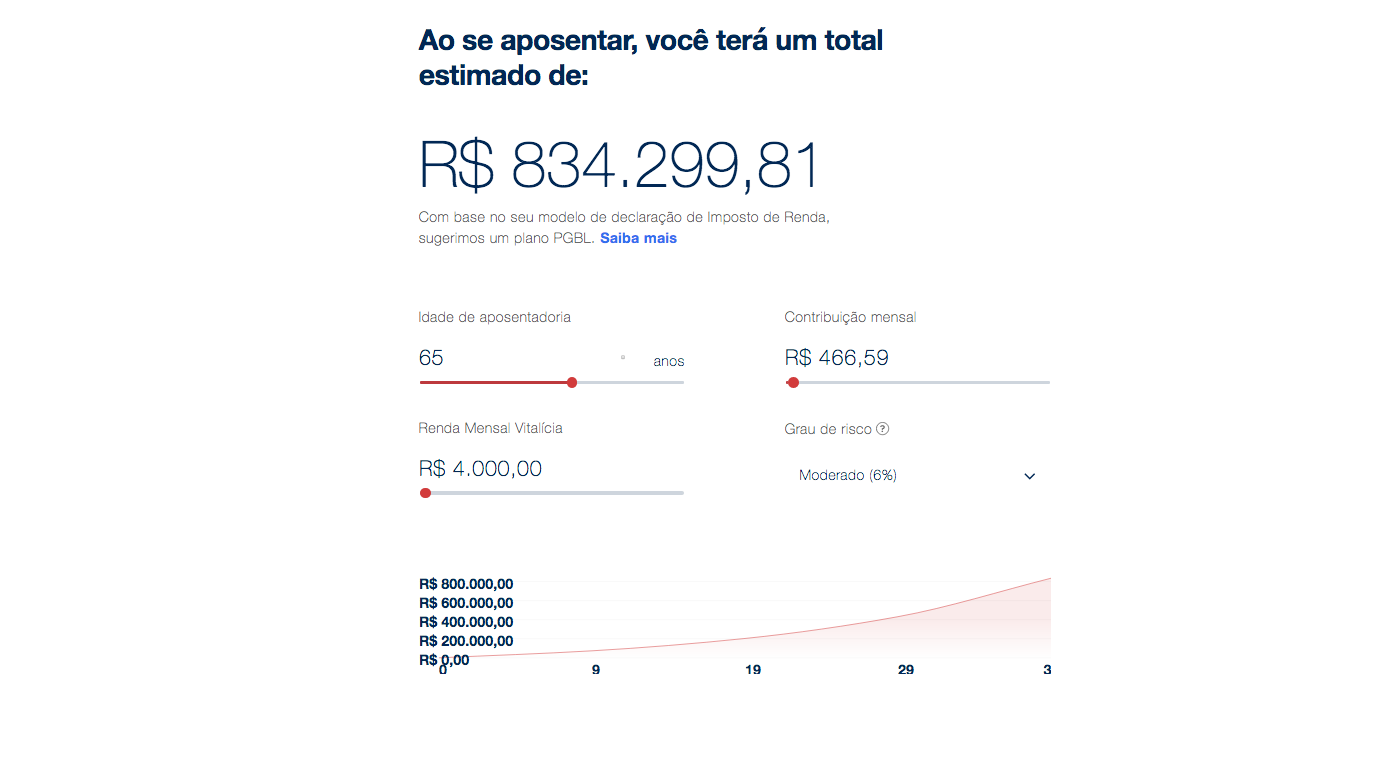 Ao se aposentar, você terá um total
estimado de:
R$ 834.299,81
Com base no seu modelo de declaração de Imposto de Renda,
sugerimos um plano PGBL. Saiba mais
Idade de aposentadoria
65 anos
Contribuição mensal
R$ 466,59
Renda Mensal Vitalícia
R$ 4.000,00
Grau de risco ?
Moderado (6%)
R$ 800.000,00
R$ 600.000,00
R$ 400.000,00
R$ 200.000,00
R$ 0,00
0 9 19 29 3